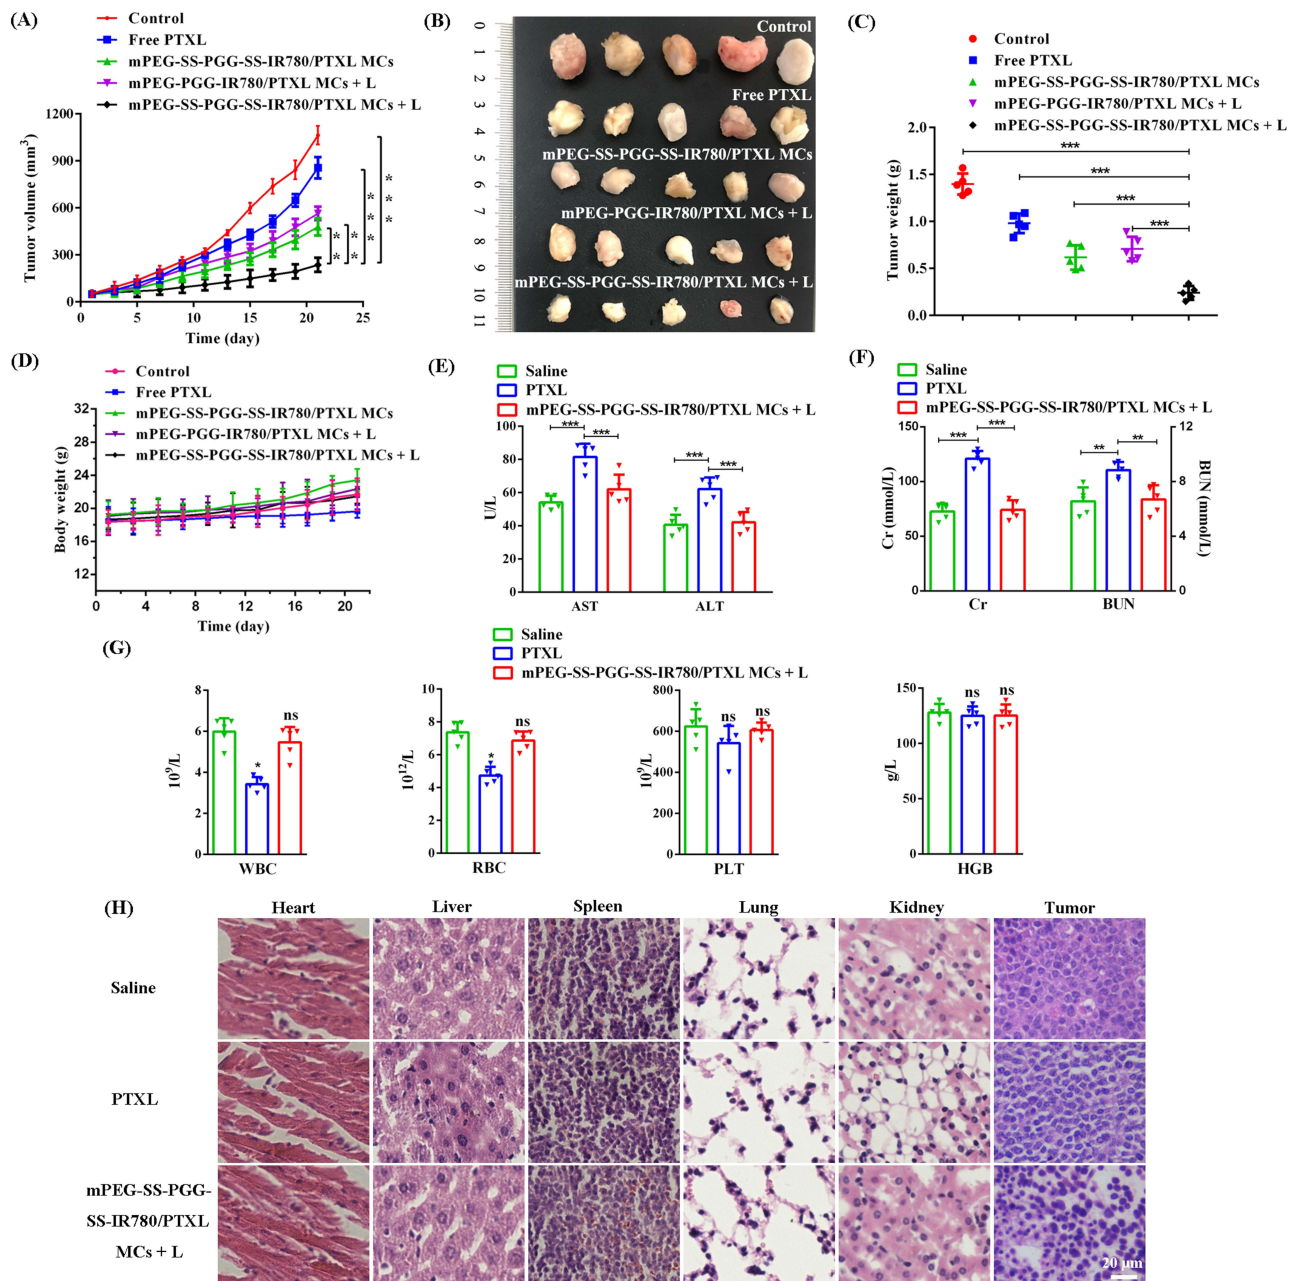 (A)
Control
Free PTXL
mPEG-SS-PGG-SS-IR780/PTXL MCs
mPEG-PGG-IR780/PTXL MCs + L
mPEG-SS-PGG-SS-IR780/PTXL MCs + L
Tumor volume (mm³)
1200
900
600
300
0
0 5 10 15 20 25
Time (day)
***
***
**
**
(B)
0
1
2
3
4
5
6
7
8
9
10
11
Control
Free PTXL
mPEG-SS-PGG-SS-IR780/PTXL MCs
mPEG-PGG-IR780/PTXL MCs + L
mPEG-SS-PGG-SS-IR780/PTXL MCs + L
(C)
Control
Free PTXL
mPEG-SS-PGG-SS-IR780/PTXL MCs
mPEG-PGG-IR780/PTXL MCs + L
mPEG-SS-PGG-SS-IR780/PTXL MCs + L
Tumor weight (g)
2.0
1.5
1.0
0.5
0.0
***
***
***
***
(D)
Control
Free PTXL
mPEG-SS-PGG-SS-IR780/PTXL MCs
mPEG-PGG-IR780/PTXL MCs + L
mPEG-SS-PGG-SS-IR780/PTXL MCs + L
Body weight (g)
32
28
24
20
16
12
0 4 8 12 16 20
Time (day)
(E)
Saline
PTXL
mPEG-SS-PGG-SS-IR780/PTXL MCs + L
U/L
100
80
60
40
20
0
*** *** *** ***
AST ALT
(F)
Saline
PTXL
mPEG-SS-PGG-SS-IR780/PTXL MCs + L
Cr (mmol/L)
150
100
50
0
*** *** ** **
12
8
4
0
BUN (mmol/L)
Cr BUN
(G)
Saline
PTXL
mPEG-SS-PGG-SS-IR780/PTXL MCs + L
10⁹/L
8
6
4
2
0
* ns
WBC
10¹²/L
10
8
6
4
2
0
* ns
RBC
10⁹/L
800
600
400
200
0
ns ns
PLT
g/L
150
100
50
0
ns ns
HGB
(H)
Heart Liver Spleen Lung Kidney Tumor
Saline
PTXL
mPEG-SS-PGG-
SS-IR780/PTXL
MCs + L
20 μm